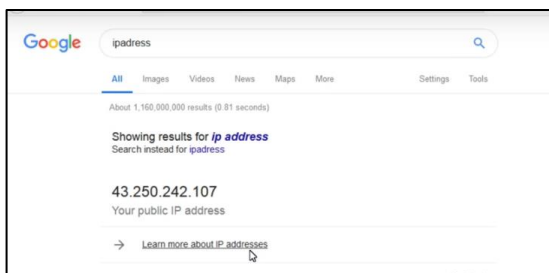 Google
ipadress
All Images Videos News Maps More Settings Tools
About 1,160,000,000 results (0.81 seconds)
Showing results for ip address
Search instead for ipadress
43.250.242.107
Your public IP address
→ Learn more about IP addresses